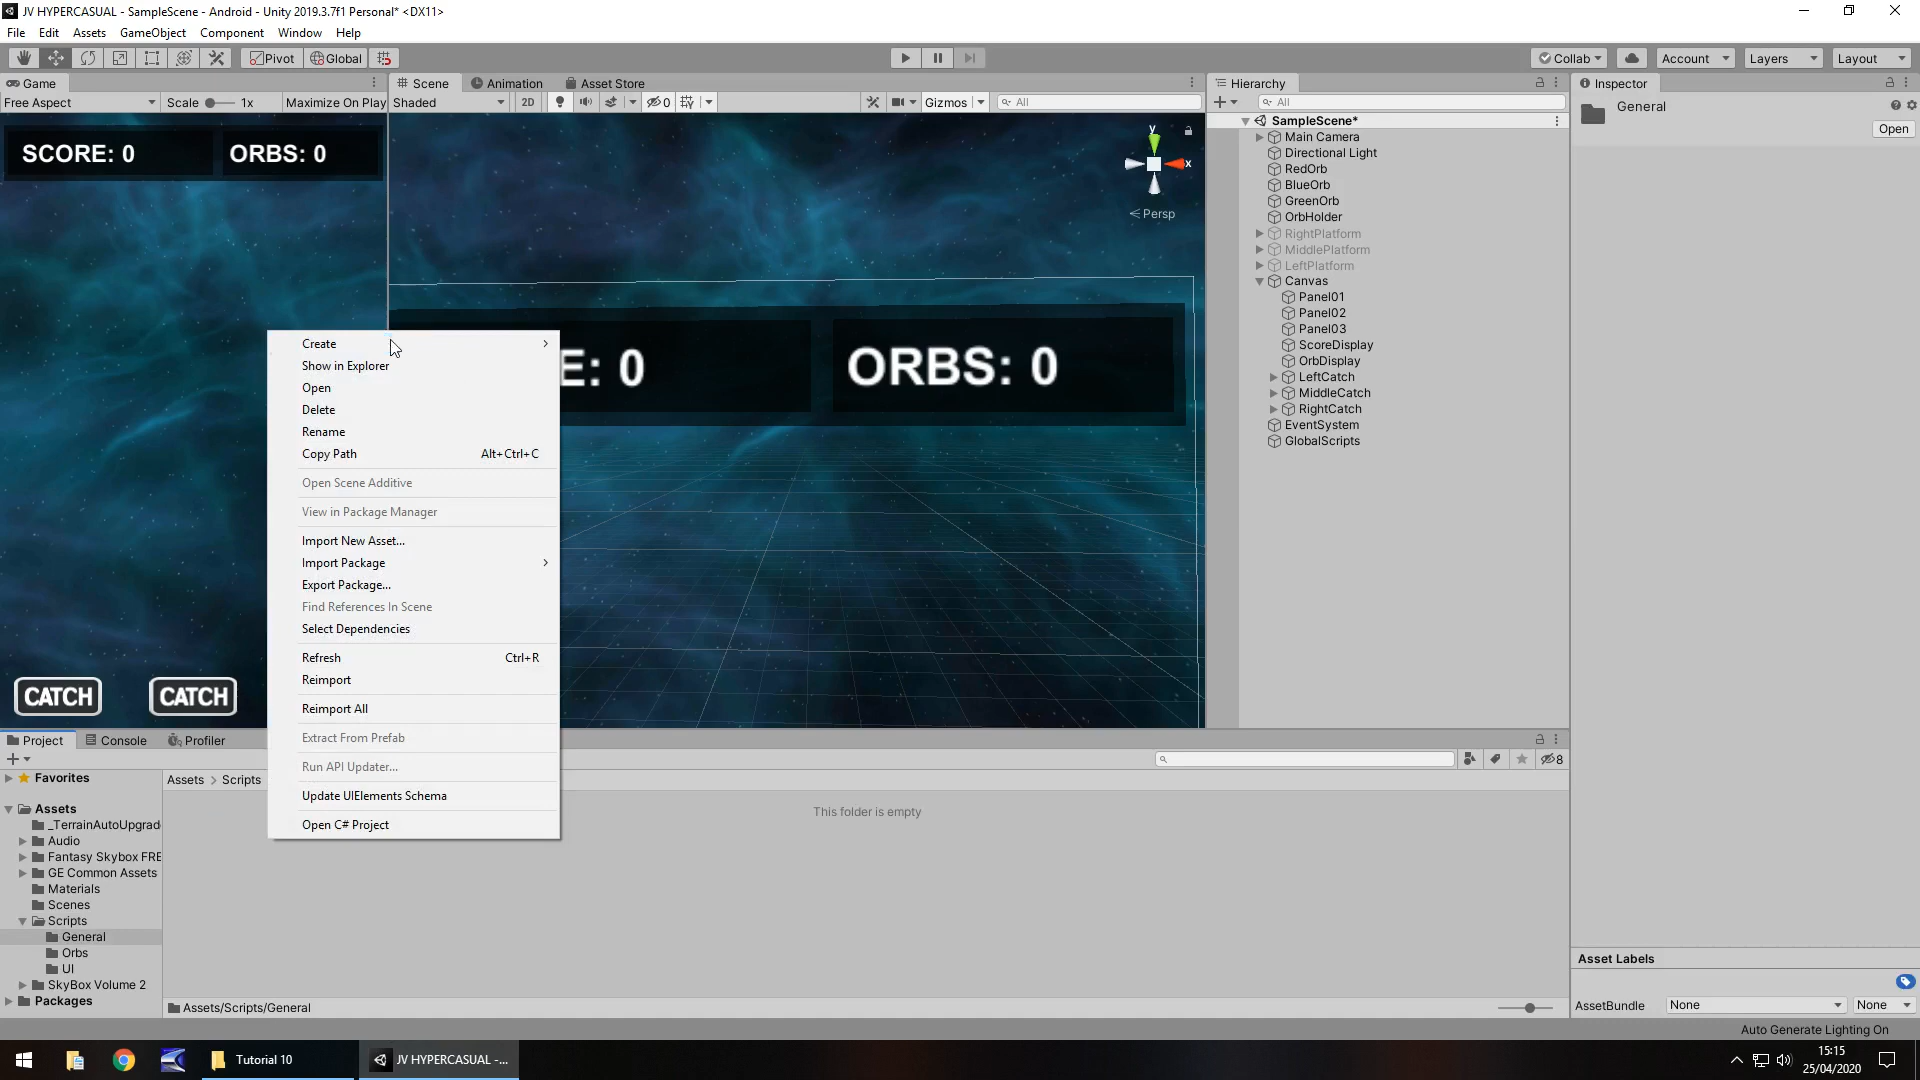 JV HYPERCASUAL - SampleScene - Android - Unity 2019.3.7f1 Personal* <DX11>
File Edit Assets GameObject Component Window Help
Pivot Global Collab Account Layers Layout
Game Scene Animation Asset Store Hierarchy Inspector
Free Aspect Scale 1x Maximize On Play Shaded 2D 0 Gizmos All All
General
Open
SCORE: 0 ORBS: 0
y
x
Persp
E: 0 ORBS: 0
CATCH CATCH
SampleScene*
Main Camera
Directional Light
RedOrb
BlueOrb
GreenOrb
OrbHolder
RightPlatform
MiddlePlatform
LeftPlatform
Canvas
Panel01
Panel02
Panel03
ScoreDisplay
OrbDisplay
LeftCatch
MiddleCatch
RightCatch
EventSystem
GlobalScripts
Create
Show in Explorer
Open
Delete
Rename
Copy Path Alt+Ctrl+C
Open Scene Additive
View in Package Manager
Import New Asset...
Import Package
Export Package...
Find References In Scene
Select Dependencies
Refresh Ctrl+R
Reimport
Reimport All
Extract From Prefab
Run API Updater...
Update UIElements Schema
Open C# Project
Project Console Profiler
8
Favorites
Assets
_TerrainAutoUpgrad
Audio
Fantasy Skybox FRE
GE Common Assets
Materials
Scenes
Scripts
General
Orbs
UI
SkyBox Volume 2
Packages
Assets > Scripts
This folder is empty
Assets/Scripts/General
Asset Labels
AssetBundle None None
Auto Generate Lighting On
Tutorial 10 JV HYPERCASUAL -...
15:15
25/04/2020